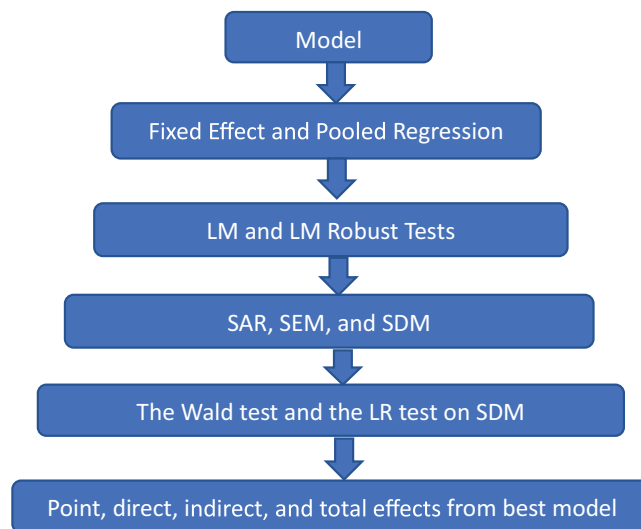 Model
Fixed Effect and Pooled Regression
LM and LM Robust Tests
SAR, SEM, and SDM
The Wald test and the LR test on SDM
Point, direct, indirect, and total effects from best model